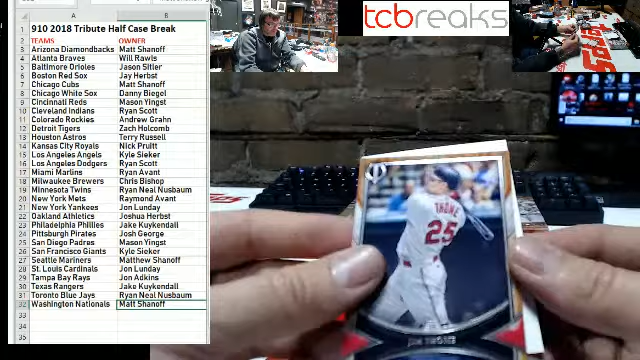 910 2018 Tribute Half Case Break
TEAMS OWNER
Arizona Diamondbacks Matt Shanoff
Atlanta Braves Will Rawls
Baltimore Orioles Jason Sitler
Boston Red Sox Jay Herbst
Chicago Cubs Matt Shanoff
Chicago White Sox Danny Biegel
Cincinnati Reds Mason Yingst
Cleveland Indians Ryan Scott
Colorado Rockies Andrew Grahn
Detroit Tigers Zach Holcomb
Houston Astros Terry Russell
Kansas City Royals Nick Pruitt
Los Angeles Angels Kyle Sieker
Los Angeles Dodgers Ryan Scott
Miami Marlins Ryan Avant
Milwaukee Brewers Chris Bishop
Minnesota Twins Ryan Neal Nusbaum
New York Mets Raymond Avant
New York Yankees Jon Lunday
Oakland Athletics Joshua Herbst
Philadelphia Phillies Jake Kuykendall
Pittsburgh Pirates Josh George
San Diego Padres Mason Yingst
San Francisco Giants Kyle Sieker
Seattle Mariners Matthew Shanoff
St. Louis Cardinals Jon Lunday
Tampa Bay Rays Jon Adkins
Texas Rangers Jake Kuykendall
Toronto Blue Jays Ryan Neal Nusbaum
Washington Nationals Matt Shanoff
tcbreaks
THOME
25
JIM THOME